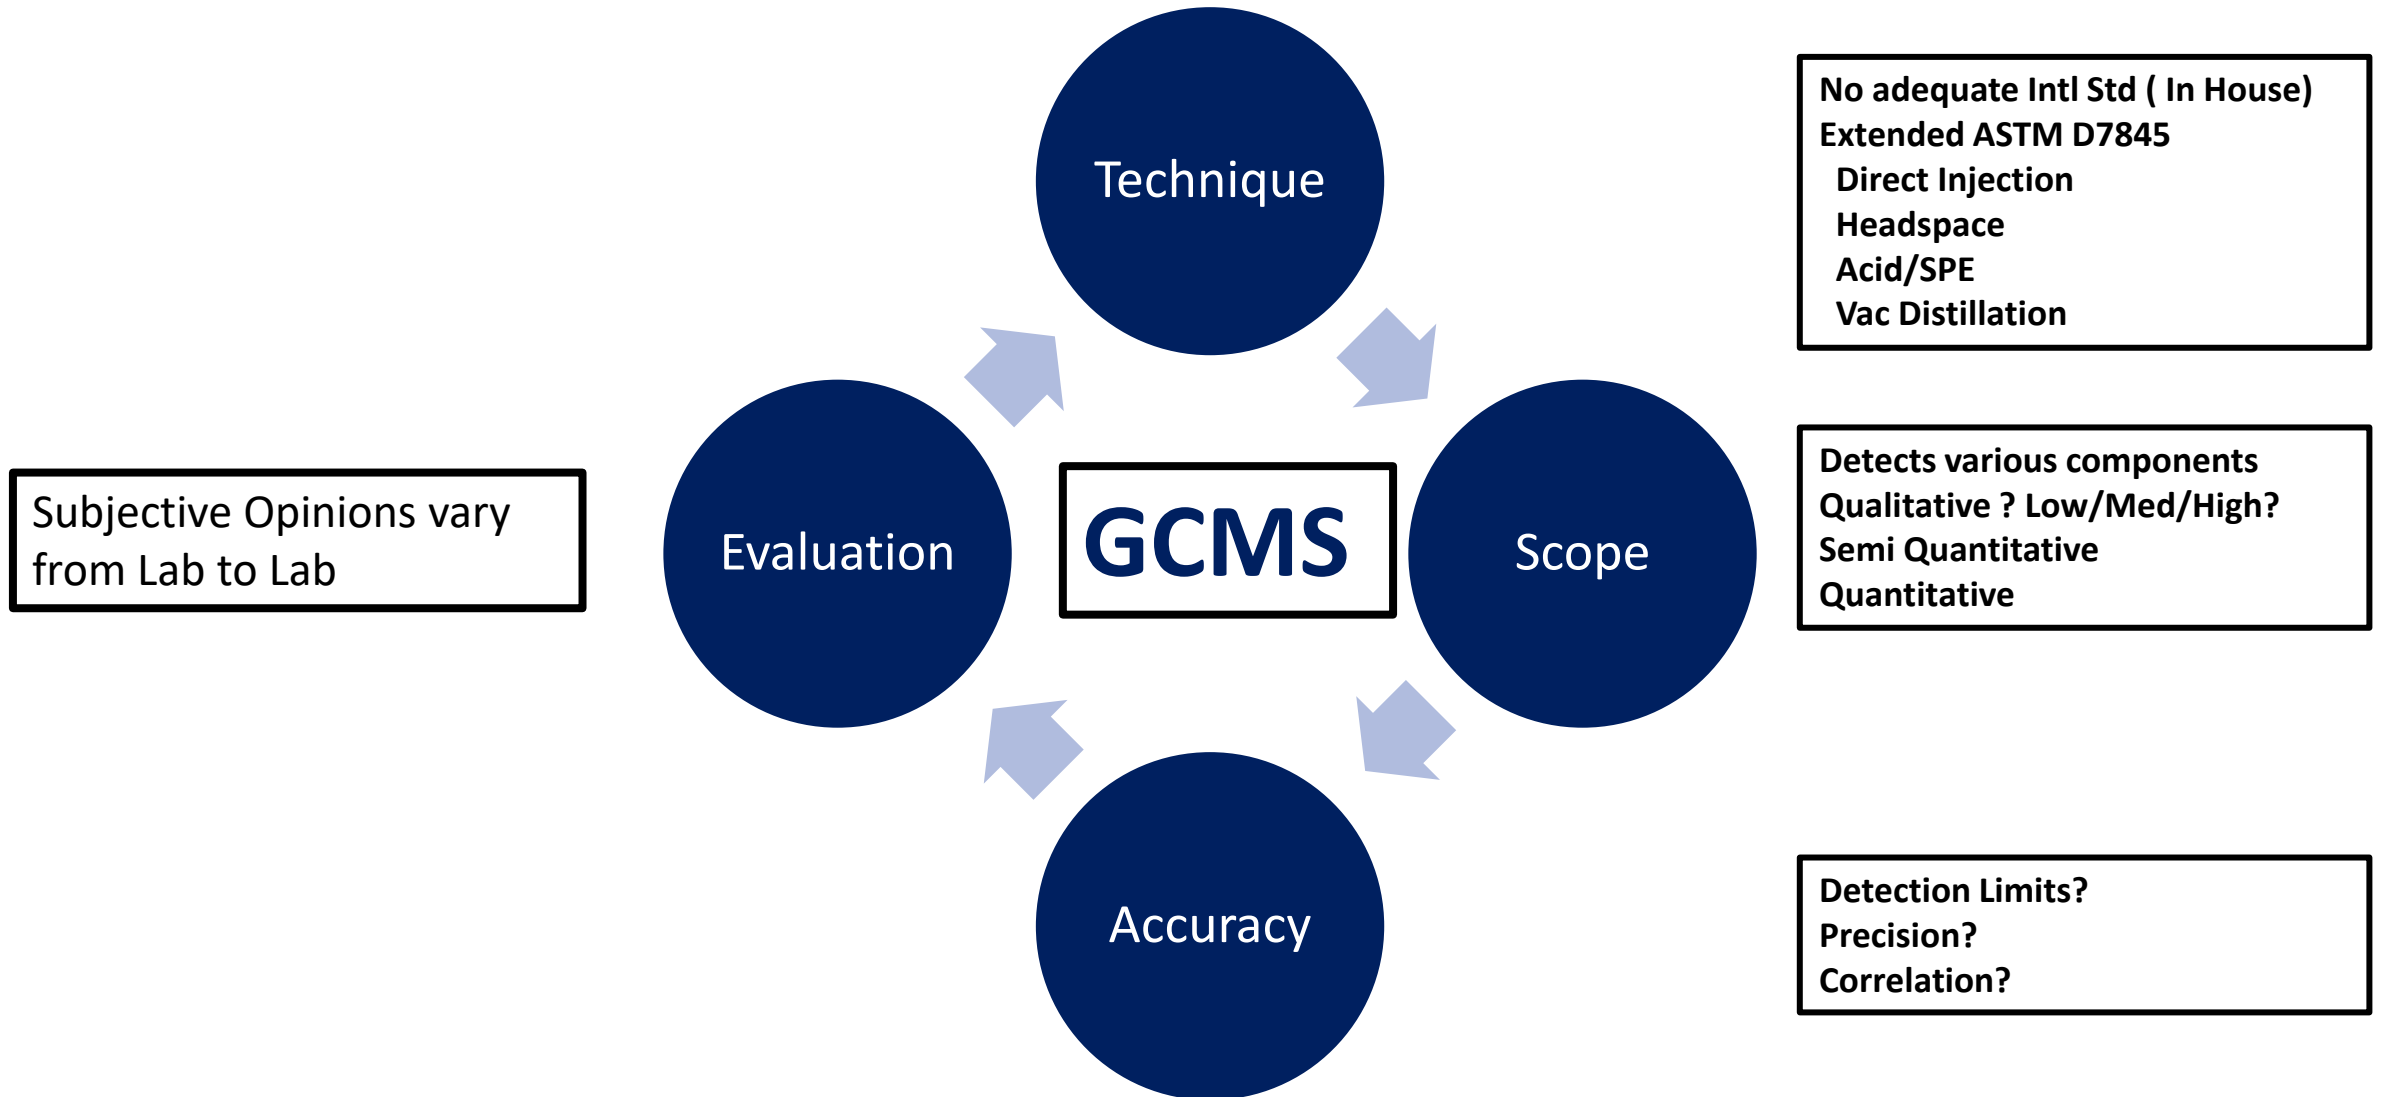 Technique
No adequate Intl Std ( In House)
Extended ASTM D7845
Direct Injection
Headspace
Acid/SPE
Vac Distillation
Subjective Opinions vary
from Lab to Lab
Evaluation
GCMS
Scope
Detects various components
Qualitative ? Low/Med/High?
Semi Quantitative
Quantitative
Accuracy
Detection Limits?
Precision?
Correlation?